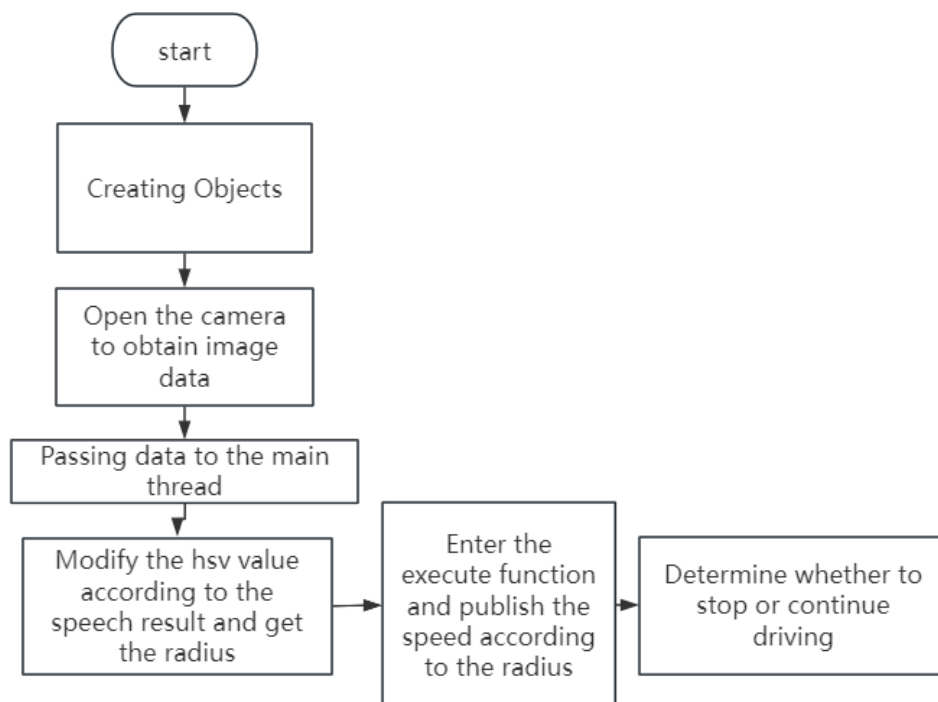 start
Creating Objects
Open the camera
to obtain image
data
Passing data to the main
thread
Modify the hsv value
according to the
speech result and get
the radius
Enter the
execute function
and publish the
speed according
to the radius
Determine whether to
stop or continue
driving